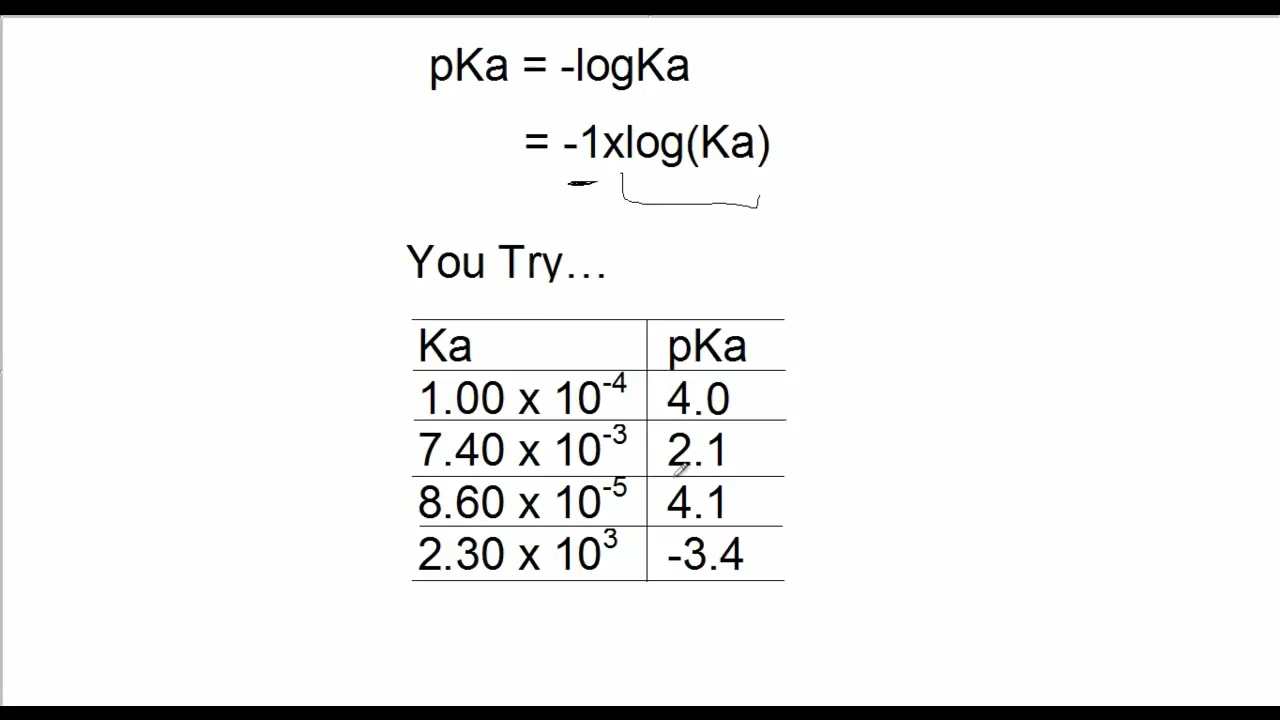 pKa = -logKa
= -1xlog(Ka)
You Try...
Ka pKa
1.00 x 10⁻⁴ 4.0
7.40 x 10⁻³ 2.1
8.60 x 10⁻⁵ 4.1
2.30 x 10³ -3.4